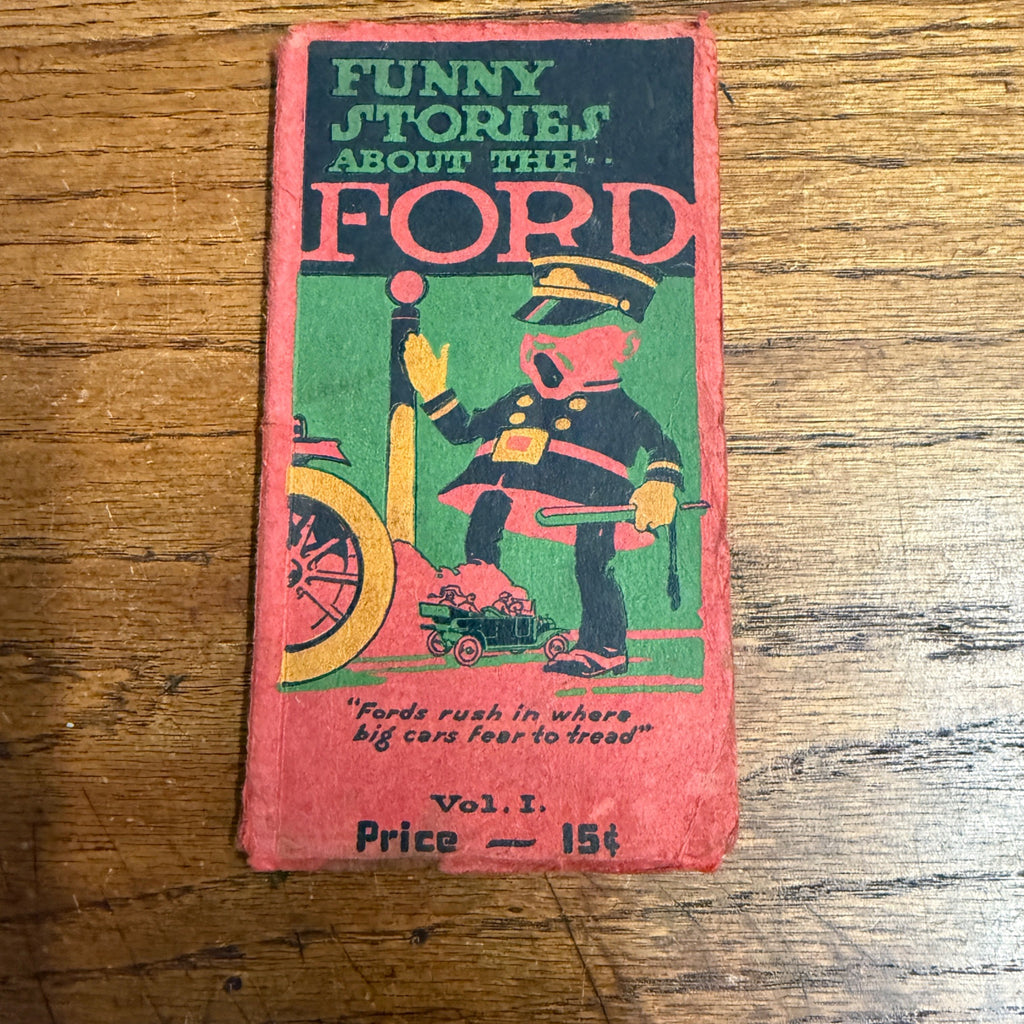 FUNNY
STORIES
ABOUT THE..
FORD
"Fords rush in where
big cars fear to tread"
Vol. I.
Price — 15¢